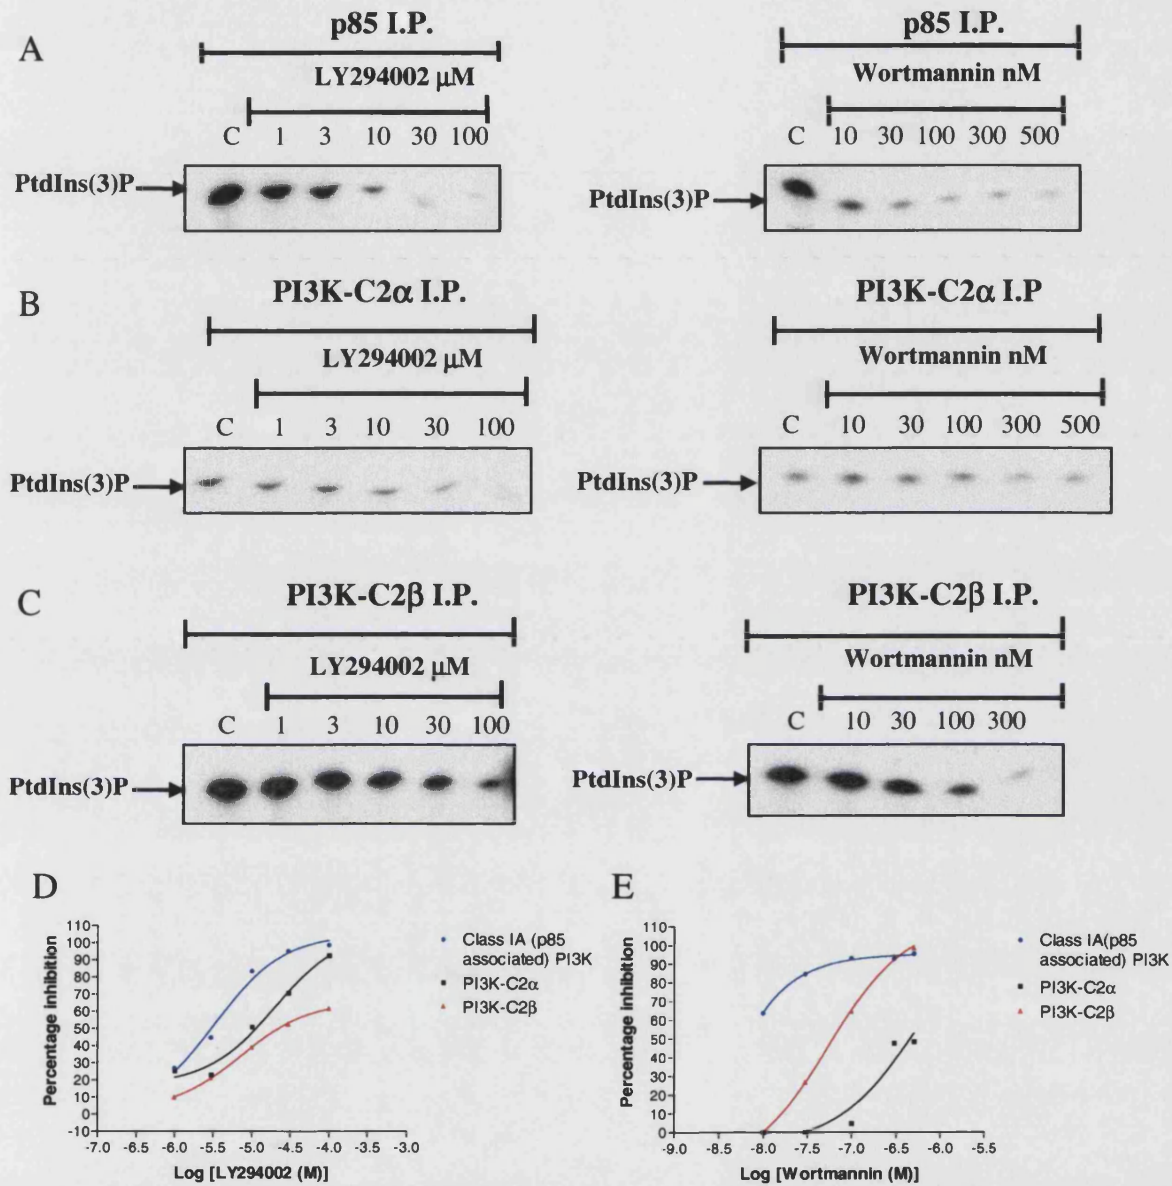 A
p85 I.P.
LY294002 µM
C 1 3 10 30 100
PtdIns(3)P
p85 I.P.
Wortmannin nM
C 10 30 100 300 500
PtdIns(3)P
B
PI3K-C2α I.P.
LY294002 µM
C 1 3 10 30 100
PtdIns(3)P
PI3K-C2α I.P
Wortmannin nM
C 10 30 100 300 500
PtdIns(3)P
C
PI3K-C2β I.P.
LY294002 µM
C 1 3 10 30 100
PtdIns(3)P
PI3K-C2β I.P.
Wortmannin nM
C 10 30 100 300
PtdIns(3)P
D
Percentage inhibition
110
100
90
80
70
60
50
40
30
20
10
0
-10
-7.0 -6.5 -6.0 -5.5 -5.0 -4.5 -4.0 -3.5 -3.0
Log [LY294002 (M)]
Class IA (p85
associated) PI3K
PI3K-C2α
PI3K-C2β
E
Percentage inhibition
110
100
90
80
70
60
50
40
30
20
10
0
-9.0 -8.5 -8.0 -7.5 -7.0 -6.5 -6.0 -5.5
Log [Wortmannin (M)]
Class IA(p85
associated) PI3K
PI3K-C2α
PI3K-C2β